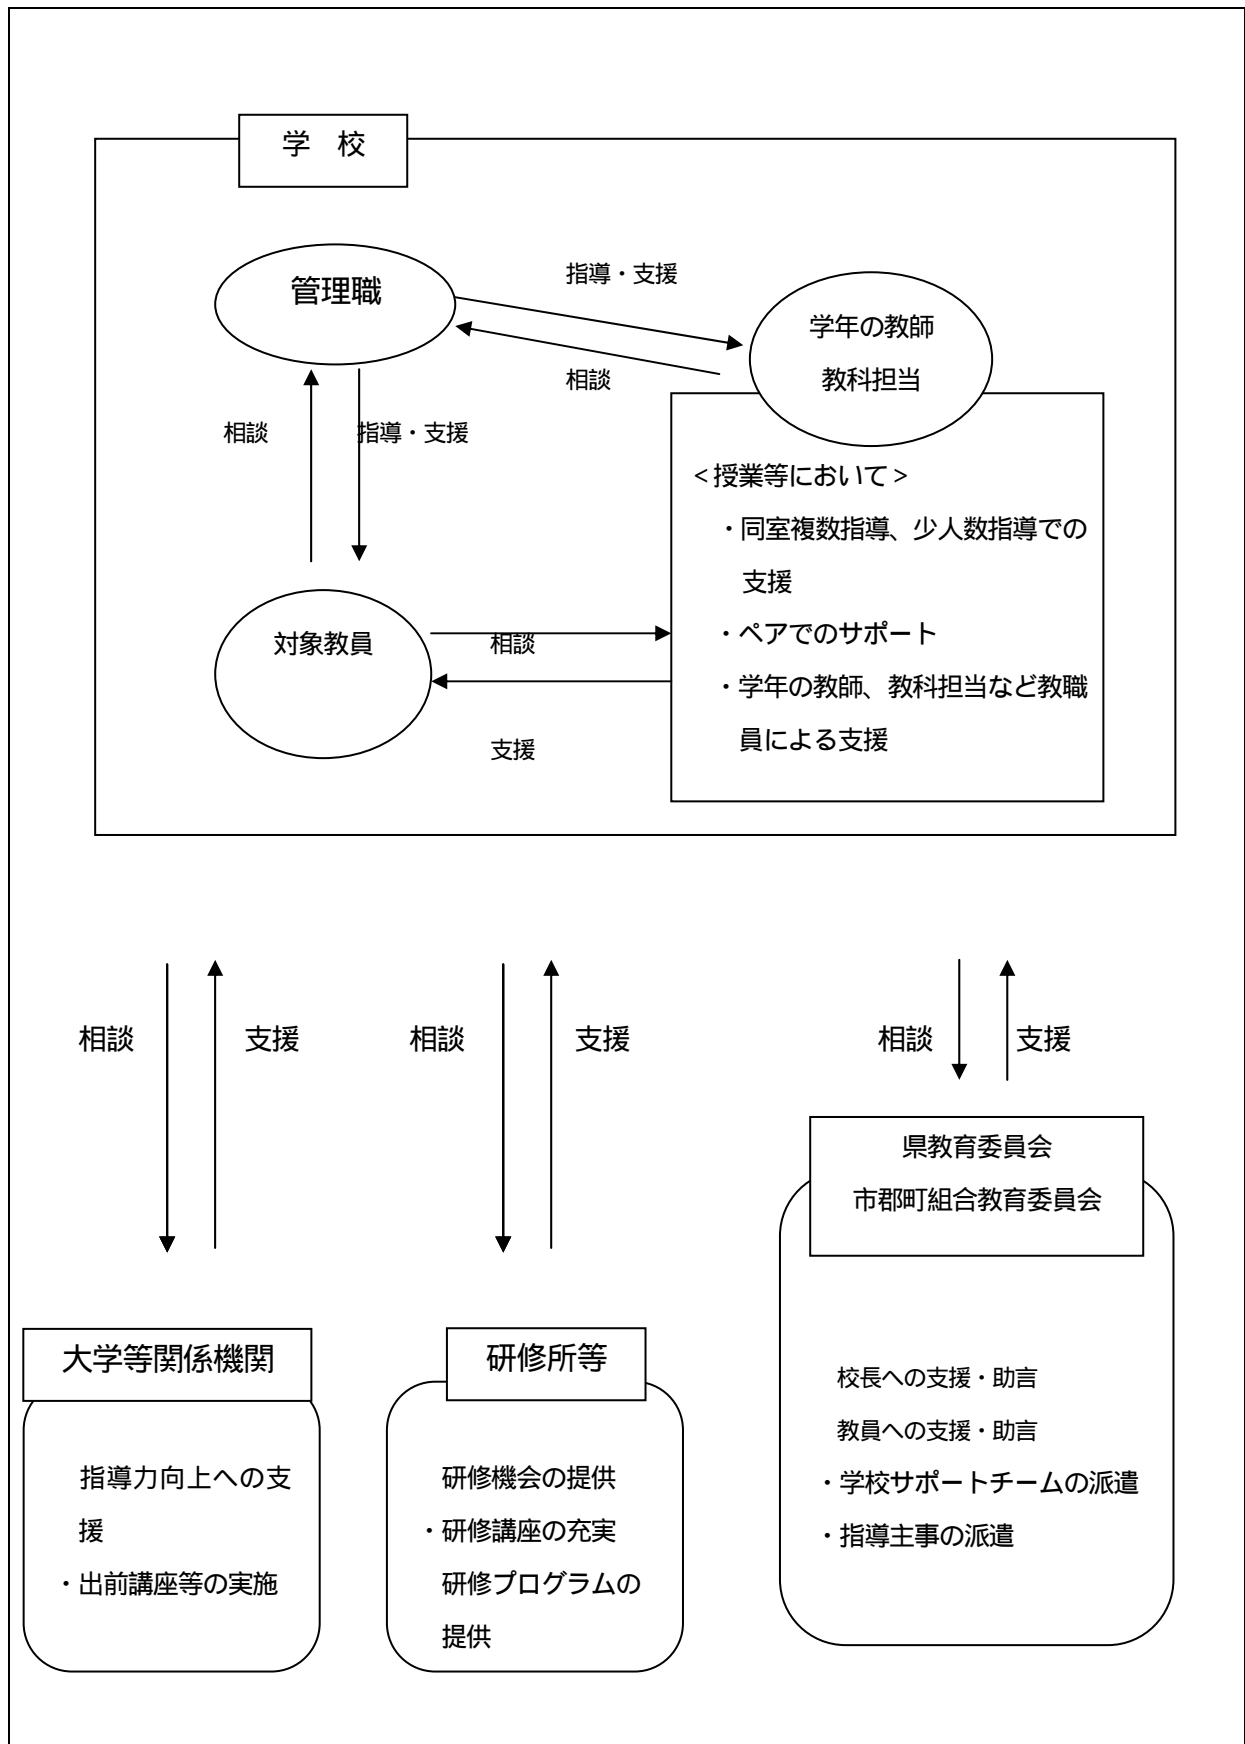 学　校
管理職
指導・支援
相談
学年の教師
教科担当
相談
指導・支援
＜授業等において＞
・同室複数指導、少人数指導での
支援
・ペアでのサポート
・学年の教師、教科担当など教職
員による支援
対象教員
相談
支援
相談
支援
相談
支援
相談
支援
大学等関係機関
指導力向上への支
援
・出前講座等の実施
研修所等
研修機会の提供
・研修講座の充実
研修プログラムの
提供
県教育委員会
市郡町組合教育委員会
校長への支援・助言
教員への支援・助言
・学校サポートチームの派遣
・指導主事の派遣